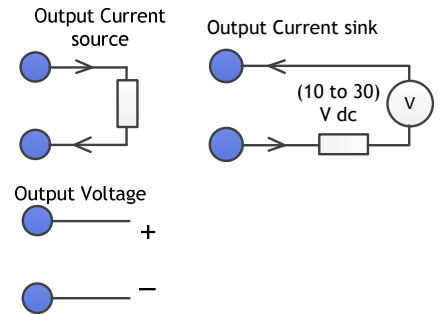 Output Current
source
Output Current sink
(10 to 30)
V dc
V
Output Voltage
+
−